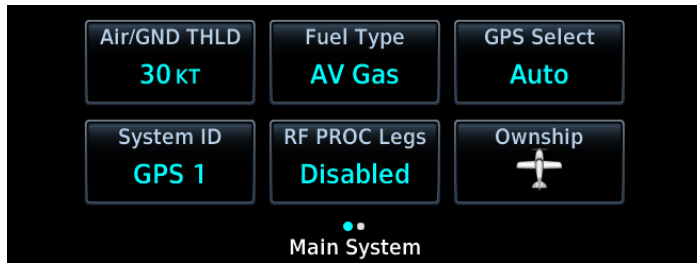 Air/GND THLD
30 KT
Fuel Type
AV Gas
GPS Select
Auto
System ID
GPS 1
RF PROC Legs
Disabled
Ownship
Main System